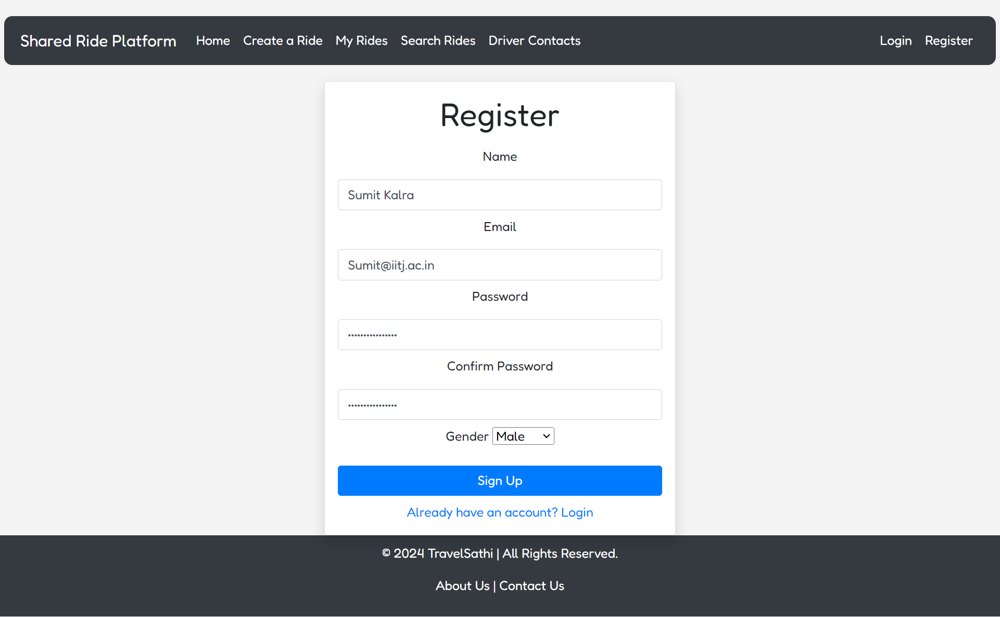 Shared Ride Platform Home Create a Ride My Rides Search Rides Driver Contacts Login Register
Register
Name
Sumit Kalra
Email
Sumit@iitj.ac.in
Password
••••••••••••••••
Confirm Password
••••••••••••••••
Gender Male
Sign Up
Already have an account? Login
© 2024 TravelSathi | All Rights Reserved.
About Us | Contact Us